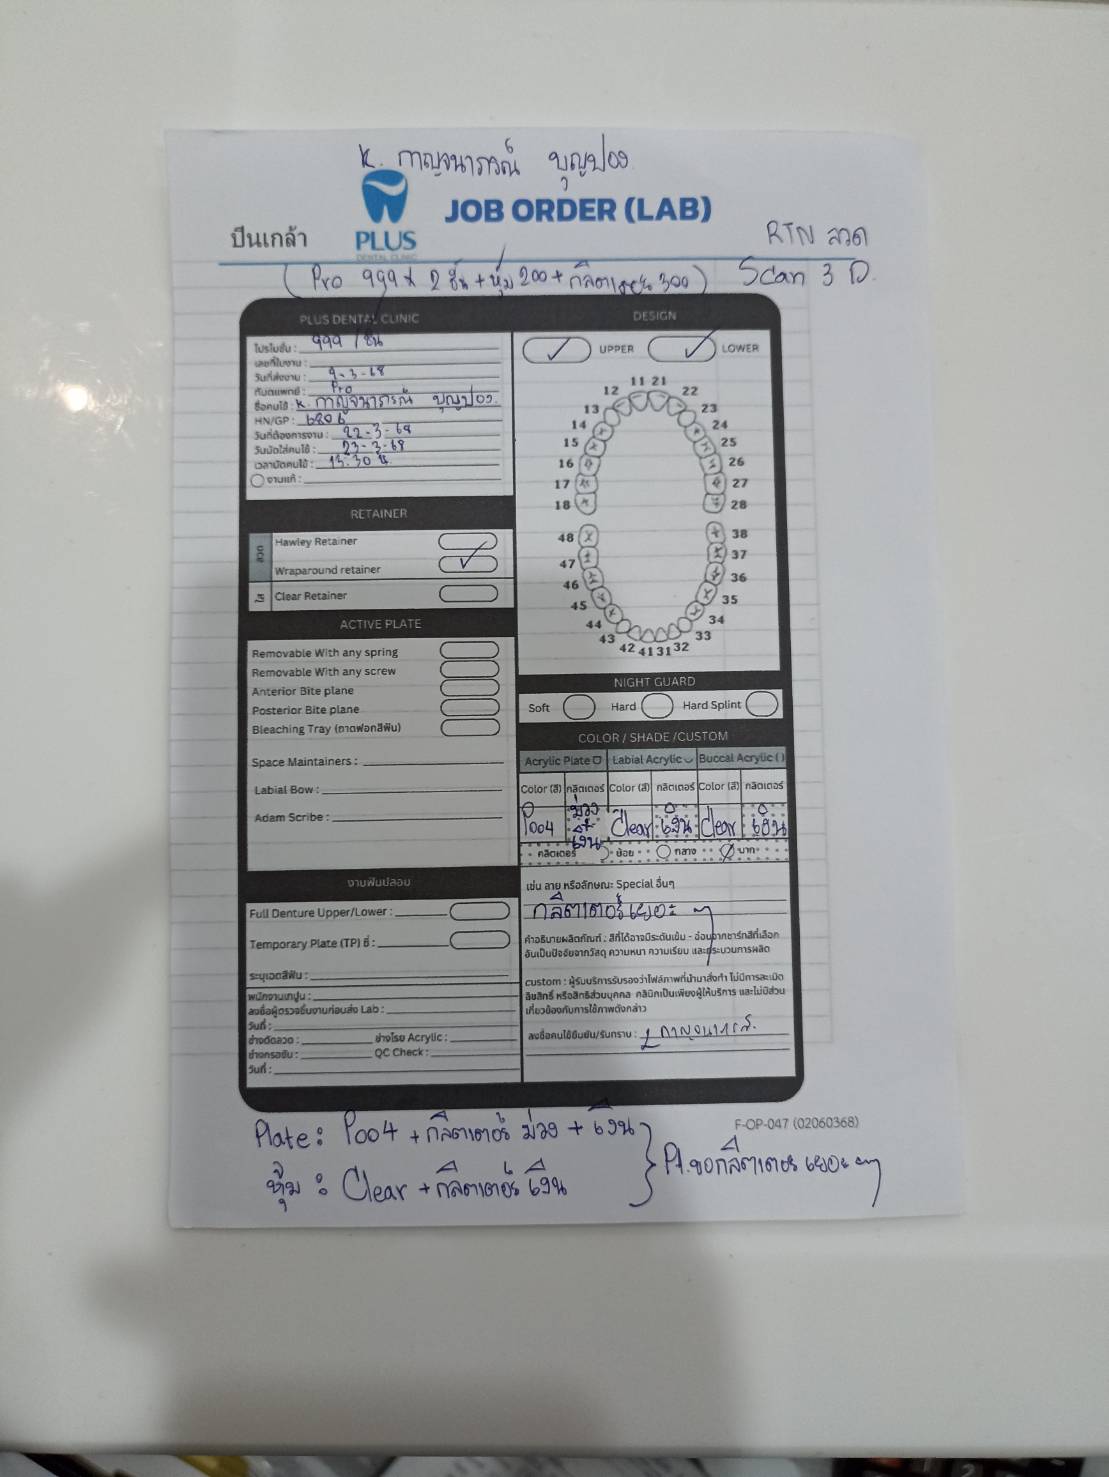 K. กาญจนาภรณ์ บุญปอง
ปิ่นเกล้า
PLUS
DENTAL CLINIC
JOB ORDER (LAB)
RTN ลวด
(Pro 999 x 2 ชิ้น + หุ้ม 200 + กลิตเตอร์ 300)
Scan 3 D.
PLUS DENTAL CLINIC
โปรโมชั่น : 999 / ชิ้น
เลขที่ใบงาน :
วันที่ส่งงาน : 9-3-68
ทันตแพทย์ : Pro
ชื่อคนไข้ : K. กาญจนาภรณ์ บุญปอง.
HN/GP : 6806
วันที่ต้องการงาน : 22-3-68
วันนัดใส่คนไข้ : 23-3-68
เวลานัดคนไข้ : 13.30 น.
งานแก้ :
DESIGN
UPPER
LOWER
11 21
12 22
13 23
14 24
15 25
16 26
17 27
18 28
48 38
47 37
46 36
45 35
44 34
43 33
42 41 31 32
RETAINER
ลวด
Hawley Retainer
Wraparound retainer
ใส
Clear Retainer
ACTIVE PLATE
Removable With any spring
Removable With any screw
Anterior Bite plane
Posterior Bite plane
Bleaching Tray (ถาดฟอกสีฟัน)
Space Maintainers :
Labial Bow :
Adam Scribe :
NIGHT GUARD
Soft Hard Hard Splint
COLOR / SHADE /CUSTOM
Acrylic Plate Labial Acrylic Buccal Acrylic ( )
Color (สี) กลิตเตอร์ Color (สี) กลิตเตอร์ Color (สี) กลิตเตอร์
P004 ม่วง + เงิน Clear เงิน Clear เงิน
กลิตเตอร์ น้อย กลาง มาก
เช่น ลาย หรือลักษณะ Special อื่นๆ
กลิตเตอร์เยอะ ๆ
คำอธิบายผลิตภัณฑ์ : สีที่ได้อาจมีระดับเข้ม - อ่อนจากชาร์ทสีที่เลือก
อันเป็นปัจจัยจากวัสดุ ความหนา ความเรียบ และกระบวนการผลิต
custom : ผู้รับบริการรับรองว่าไฟล์ภาพที่นำมาสั่งทำ ไม่มีการละเมิด
ลิขสิทธิ์ หรือสิทธิส่วนบุคคล คลินิกเป็นเพียงผู้ให้บริการ และไม่มีส่วน
เกี่ยวข้องกับการใช้ภาพดังกล่าว
ลงชื่อคนไข้ยืนยัน/รับทราบ :
งานฟันปลอม
Full Denture Upper/Lower :
Temporary Plate (TP) ซี่ :
ระบุเฉดสีฟัน :
พนักงานเทปูน :
ลงชื่อผู้ตรวจชิ้นงานก่อนส่ง Lab :
วันที่ :
ช่างดัดลวด : ช่างโรย Acrylic :
ช่างกรอขัด : QC Check :
วันที่ :
F-OP-047 (02060368)
Plate : P004 + กลิตเตอร์ ม่วง + เงิน
หุ้ม : Clear + กลิตเตอร์ เงิน
Pt.ขอกลิตเตอร์ เยอะ ๆ